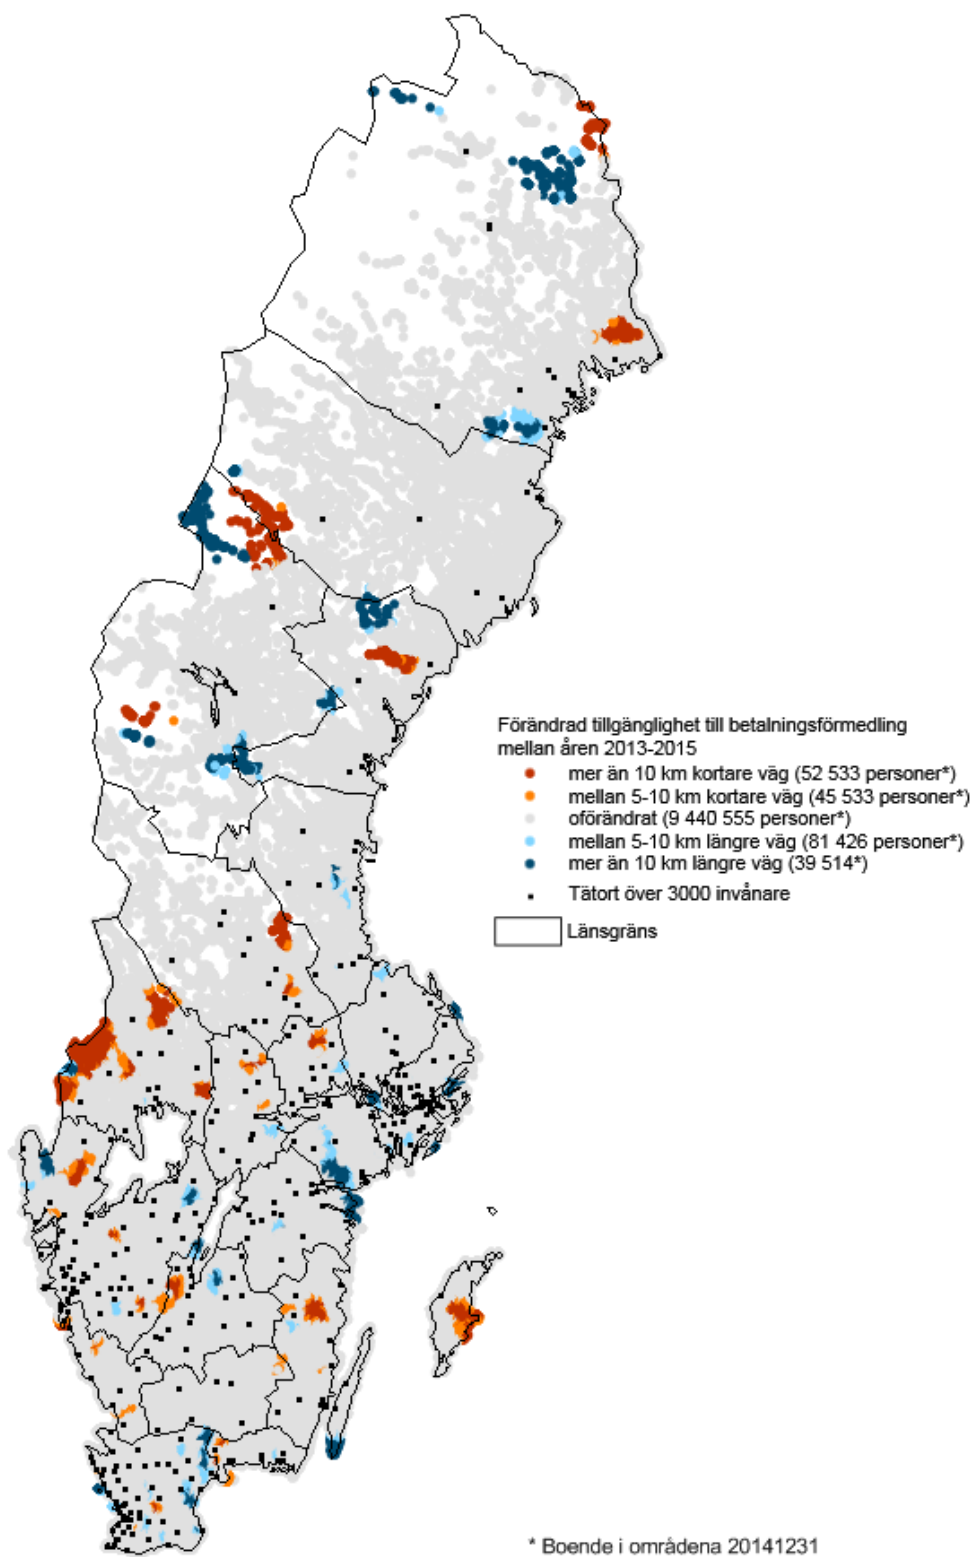 Förändrad tillgänglighet till betalningsförmedling
mellan åren 2013-2015
mer än 10 km kortare väg (52 533 personer*)
mellan 5-10 km kortare väg (45 533 personer*)
oförändrat (9 440 555 personer*)
mellan 5-10 km längre väg (81 426 personer*)
mer än 10 km längre väg (39 514*)
Tätort över 3000 invånare
Länsgräns
* Boende i områdena 20141231